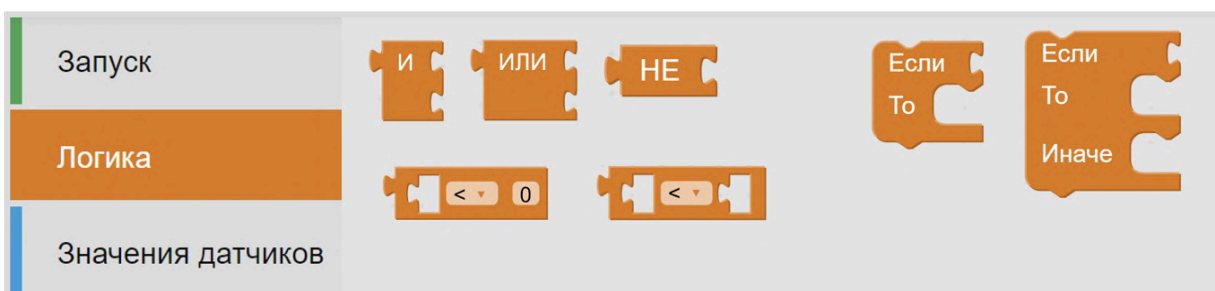 Запуск
Логика
Значения датчиков
И
ИЛИ
НЕ
< ▾ 0
< ▾
Если
То
Если
То
Иначе